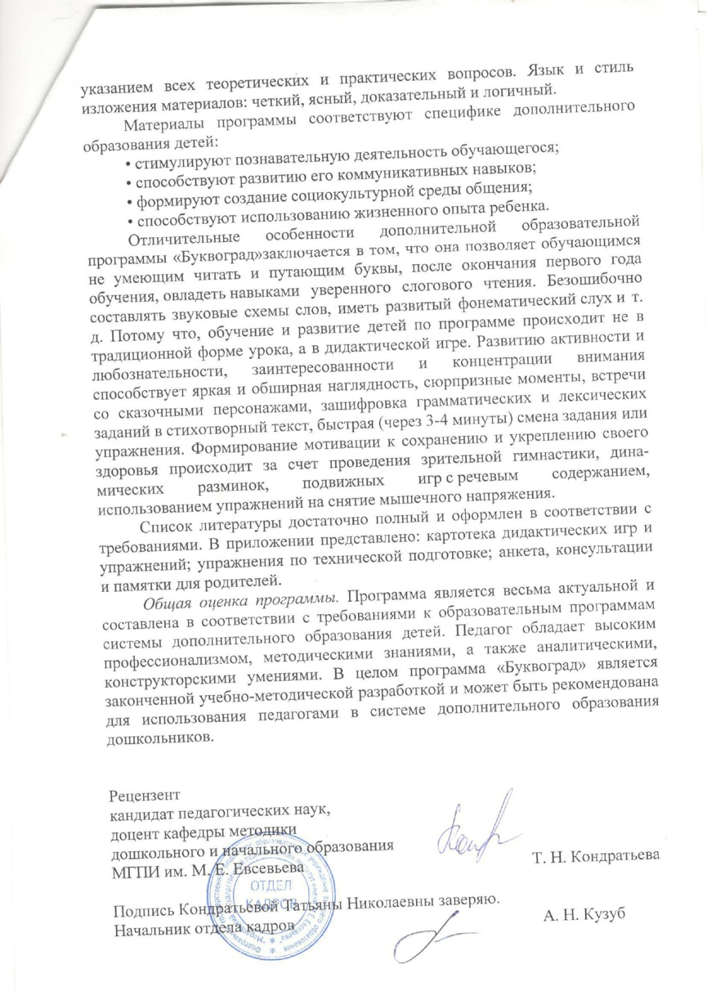 указанием всех теоретических и практических вопросов. Язык и стиль
изложения материалов: четкий, ясный, доказательный и логичный.
Материалы программы соответствуют специфике дополнительного
образования детей:
• стимулируют познавательную деятельность обучающегося;
• способствуют развитию его коммуникативных навыков;
• формируют создание социокультурной среды общения;
• способствуют использованию жизненного опыта ребенка.
Отличительные особенности дополнительной образовательной
программы «Буквоград»заключается в том, что она позволяет обучающимся
не умеющим читать и путающим буквы, после окончания первого года
обучения, овладеть навыками уверенного слогового чтения. Безошибочно
составлять звуковые схемы слов, иметь развитый фонематический слух и т.
д. Потому что, обучение и развитие детей по программе происходит не в
традиционной форме урока, а в дидактической игре. Развитию активности и
любознательности, заинтересованности и концентрации внимания
способствует яркая и обширная наглядность, сюрпризные моменты, встречи
со сказочными персонажами, зашифровка грамматических и лексических
заданий в стихотворный текст, быстрая (через 3-4 минуты) смена задания или
упражнения. Формирование мотивации к сохранению и укреплению своего
здоровья происходит за счет проведения зрительной гимнастики, дина-
мических разминок, подвижных игр с речевым содержанием,
использованием упражнений на снятие мышечного напряжения.
Список литературы достаточно полный и оформлен в соответствии с
требованиями. В приложении представлено: картотека дидактических игр и
упражнений; упражнения по технической подготовке; анкета, консультации
и памятки для родителей.
Общая оценка программы. Программа является весьма актуальной и
составлена в соответствии с требованиями к образовательным программам
системы дополнительного образования детей. Педагог обладает высоким
профессионализмом, методическими знаниями, а также аналитическими,
конструкторскими умениями. В целом программа «Буквоград» является
законченной учебно-методической разработкой и может быть рекомендована
для использования педагогами в системе дополнительного образования
дошкольников.
Рецензент
кандидат педагогических наук,
доцент кафедры методики
дошкольного и начального образования
МГПИ им. М. Е. Евсевьева
Т. Н. Кондратьева
ОТДЕЛ
КАДРОВ
Подпись Кондратьевой Татьяны Николаевны заверяю.
Начальник отдела кадров
А. Н. Кузуб